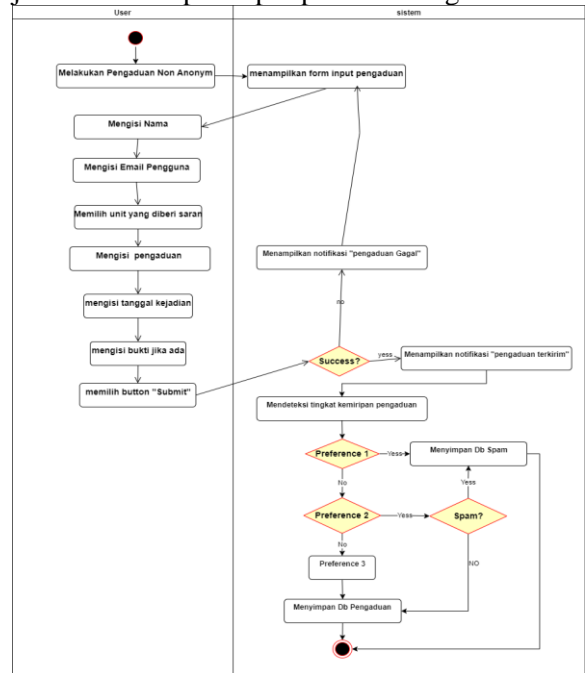 User
sistem
Melakukan Pengaduan Non Anonym
menampilkan form input pengaduan
Mengisi Nama
Mengisi Email Pengguna
Memilih unit yang diberi saran
Mengisi pengaduan
mengisi tanggal kejadian
mengisi bukti jika ada
memilih button "Submit"
Menampilkan notifikasi "pengaduan Gagal"
no
Success?
yess
Menampilkan notifikasi "pengaduan terkirim"
Mendeteksi tingkat kemiripan pengaduan
Preference 1
Yess
Menyimpan Db Spam
No
Yess
Preference 2
Yess
Spam?
No
NO
Preference 3
Menyimpan Db Pengaduan